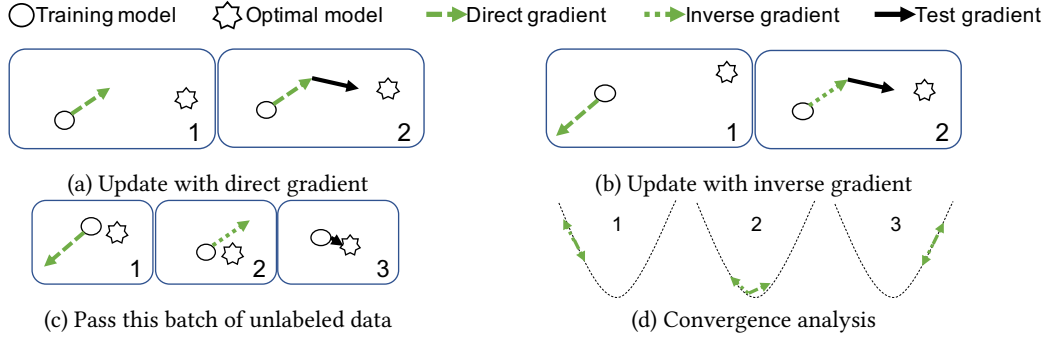 Training model Optimal model Direct gradient Inverse gradient Test gradient
1 2 1 2
(a) Update with direct gradient (b) Update with inverse gradient
1 2 3 1 2 3
(c) Pass this batch of unlabeled data (d) Convergence analysis